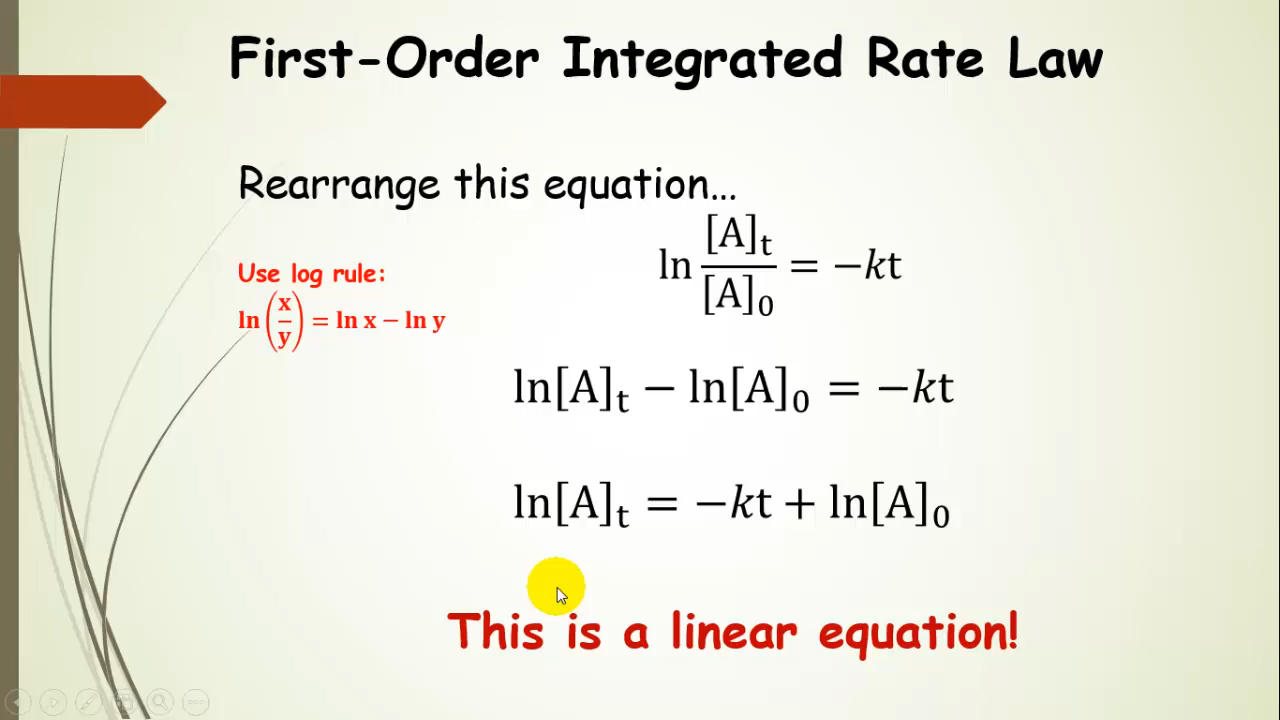 First-Order Integrated Rate Law
Rearrange this equation…
ln [A]ₜ/[A]₀ = −kt
Use log rule:
ln(x/y) = ln x − ln y
ln[A]ₜ − ln[A]₀ = −kt
ln[A]ₜ = −kt + ln[A]₀
This is a linear equation!